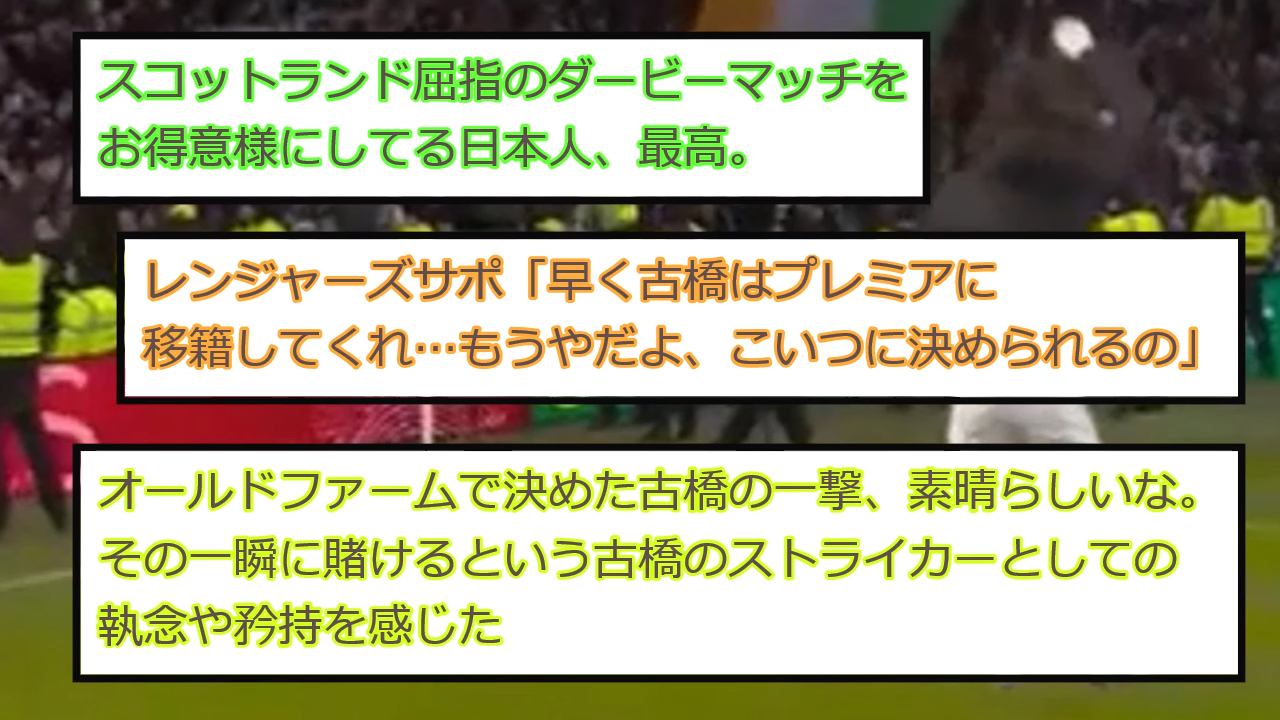 スコットランド屈指のダービーマッチを
お得意様にしてる日本人、最高。
レンジャーズサポ「早く古橋はプレミアに
移籍してくれ…もうやだよ、こいつに決められるの」
オールドファームで決めた古橋の一撃、素晴らしいな。
その一瞬に賭けるという古橋のストライカーとしての
執念や矜持を感じた